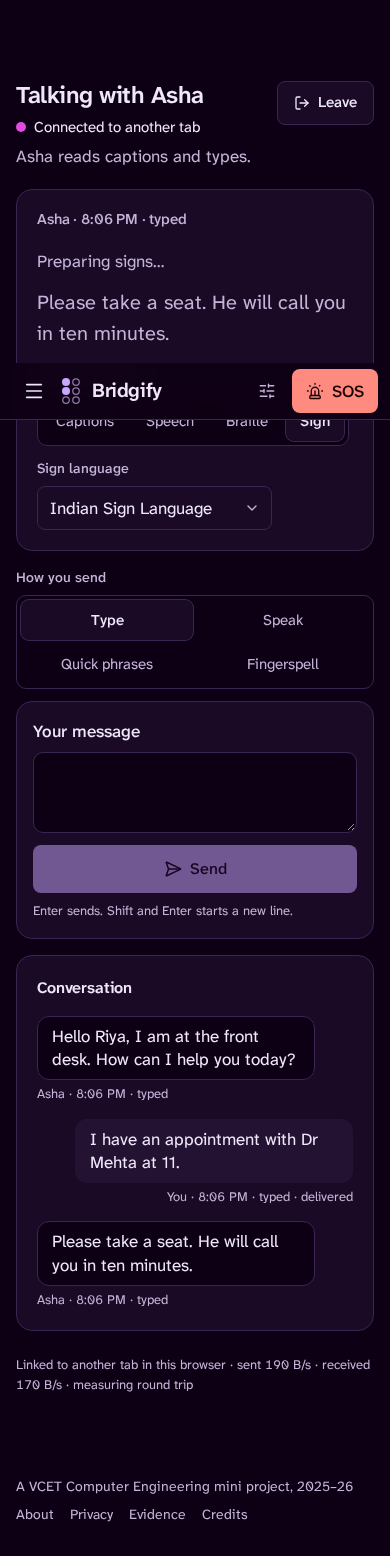 Talking with Asha
Leave
Connected to another tab
Asha reads captions and types.
Asha · 8:06 PM · typed
Preparing signs...
Please take a seat. He will call you
in ten minutes.
Bridgify
SOS
Captions Speech Braille Sign
Sign language
Indian Sign Language
How you send
Type Speak
Quick phrases Fingerspell
Your message
Send
Enter sends. Shift and Enter starts a new line.
Conversation
Hello Riya, I am at the front
desk. How can I help you today?
Asha · 8:06 PM · typed
I have an appointment with Dr
Mehta at 11.
You · 8:06 PM · typed · delivered
Please take a seat. He will call
you in ten minutes.
Asha · 8:06 PM · typed
Linked to another tab in this browser · sent 190 B/s · received
170 B/s · measuring round trip
A VCET Computer Engineering mini project, 2025–26
About Privacy Evidence Credits